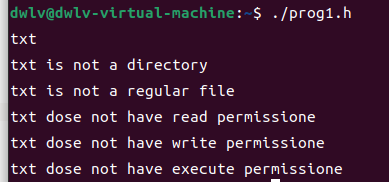 dwlv@dwlv-virtual-machine:~$ ./prog1.h
txt
txt is not a directory
txt is not a regular file
txt dose not have read permissione
txt dose not have write permissione
txt dose not have execute permissione